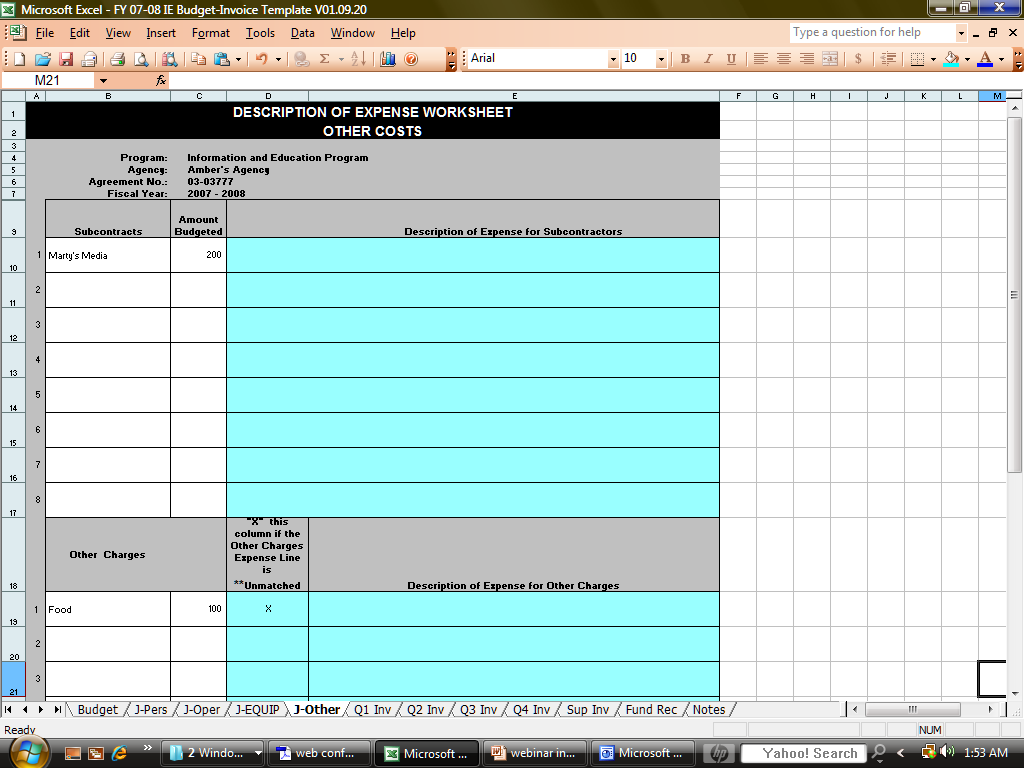 Microsoft Excel - FY 07-08 IE Budget-Invoice Template V01.09.20
File Edit View Insert Format Tools Data Window Help Type a question for help
Arial 10 B I U $ A
M21 fx
A B C D E F G H I J K L M
1 DESCRIPTION OF EXPENSE WORKSHEET
2 OTHER COSTS
3
4 Program: Information and Education Program
5 Agency: Amber's Agency
6 Agreement No.: 03-03777
7 Fiscal Year: 2007 - 2008
9 Subcontracts Amount Budgeted Description of Expense for Subcontractors
10 1 Marty's Media 200
11 2
12 3
13 4
14 5
15 6
16 7
17 8
"X" this
column if the
Other Charges
Other Charges Expense Line
is
18 **Unmatched Description of Expense for Other Charges
19 1 Food 100 X
20 2
21 3
Budget J-Pers J-Oper J-EQUIP J-Other Q1 Inv Q2 Inv Q3 Inv Q4 Inv Sup Inv Fund Rec Notes
Ready NUM
2 Windo... web conf... Microsoft ... webinar in... Microsoft ... hp Yahoo! Search 1:53 AM